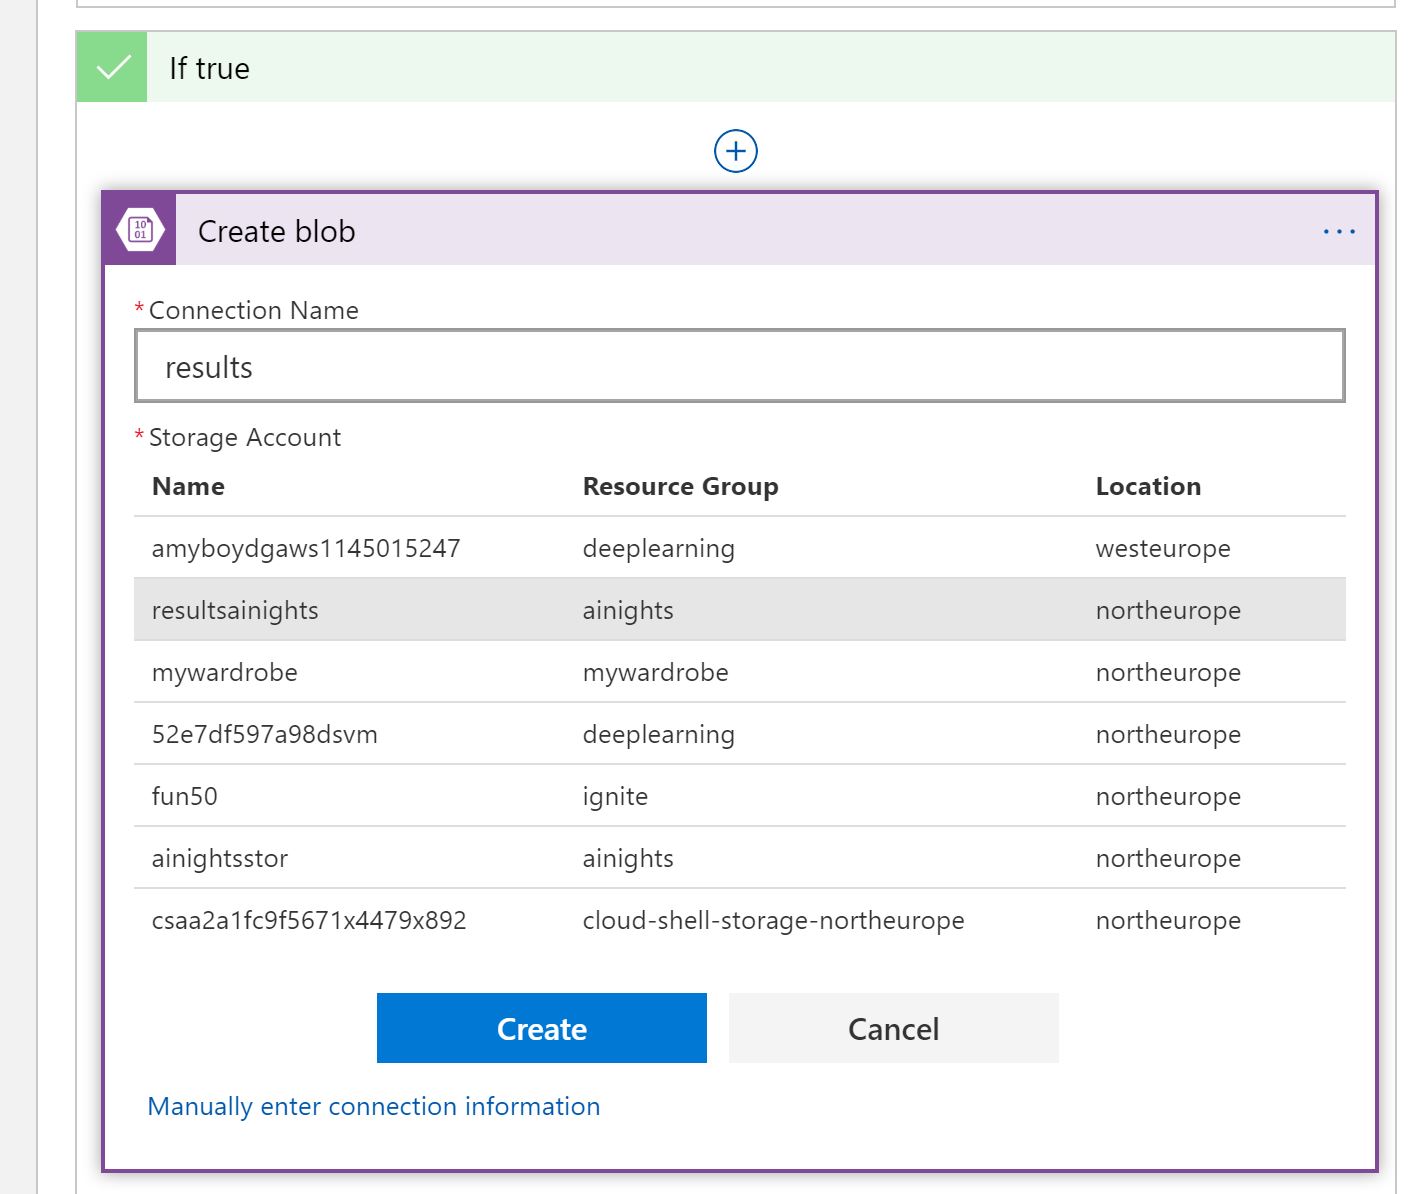 If true
10
01
Create blob
...
* Connection Name
results
* Storage Account
Name Resource Group Location
amyboydgaws1145015247 deeplearning westeurope
resultsainights ainights northeurope
mywardrobe mywardrobe northeurope
52e7df597a98dsvm deeplearning northeurope
fun50 ignite northeurope
ainightsstor ainights northeurope
csaa2a1fc9f5671x4479x892 cloud-shell-storage-northeurope northeurope
Create Cancel
Manually enter connection information